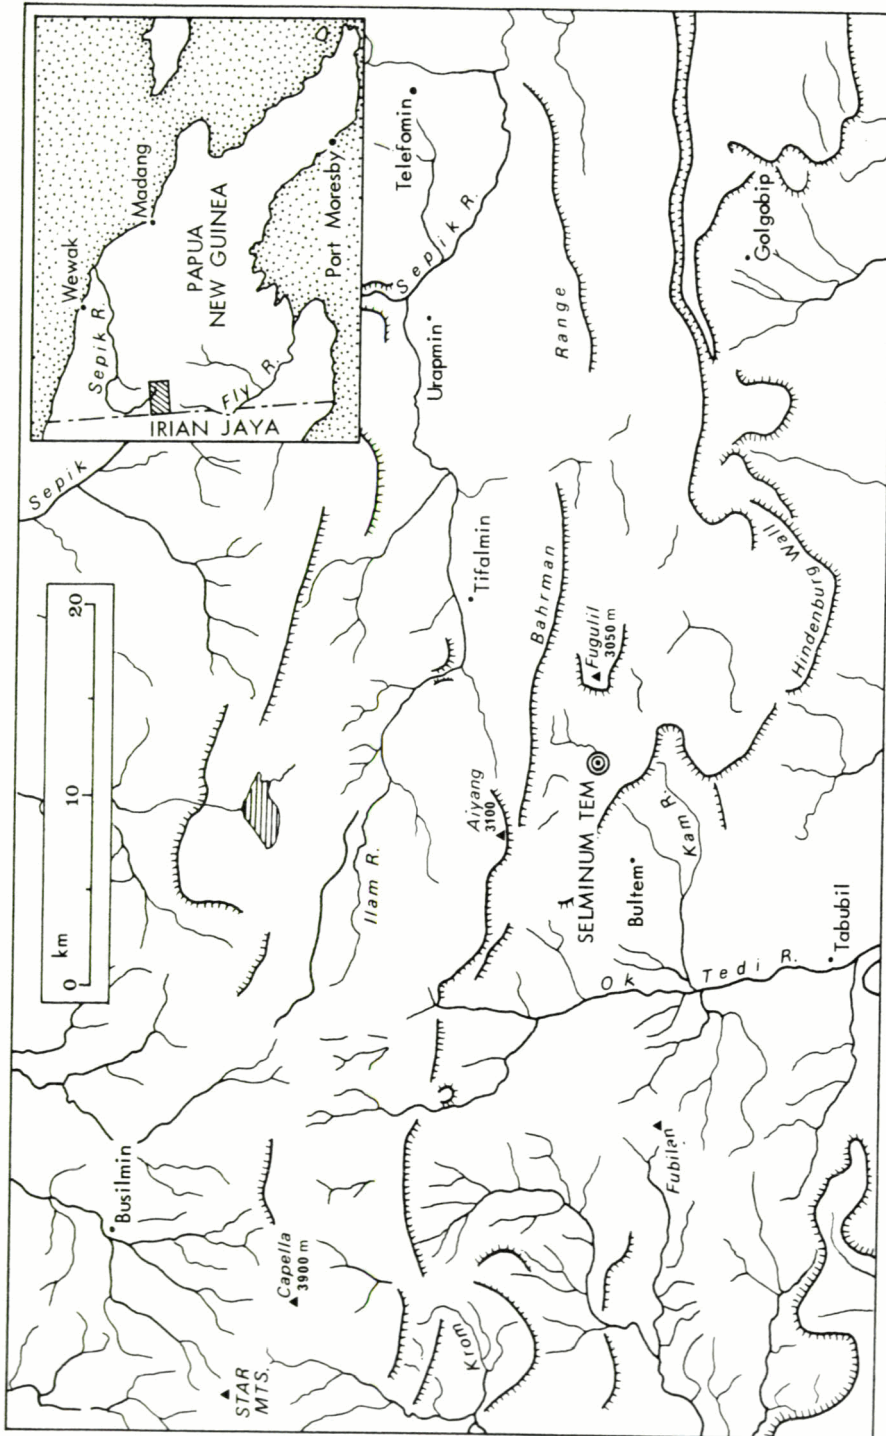 Wewak
Madang
Sepik R.
PAPUA
NEW GUINEA
Fly R.
Port Moresby
IRIAN JAYA
Sepik
Telefomin
Sepik R.
Urapmin
Range
Golgobip
0 10 20
km
Tifalmin
Bahrman
Fugulil
3050 m
Hindenburg Wall
Ilam R.
Aiyang
3100
SELMINUM TEM
Bultem
Kam R.
Ok Tedi R.
Tabubil
Busilmin
Capella
3900 m
STAR
MTS.
Krom
Fubilan